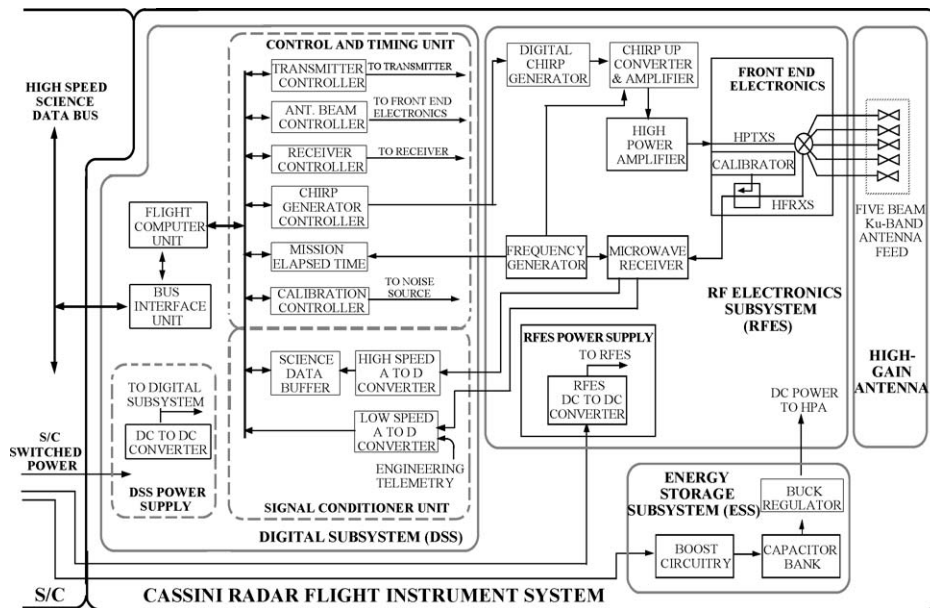 HIGH SPEED
SCIENCE
DATA BUS
S/C
SWITCHED
POWER
S/C
FLIGHT
COMPUTER
UNIT
BUS
INTERFACE
UNIT
TO DIGITAL
SUBSYSTEM
DC TO DC
CONVERTER
DSS POWER
SUPPLY
CONTROL AND TIMING UNIT
TRANSMITTER
CONTROLLER
TO TRANSMITTER
ANT. BEAM
CONTROLLER
TO FRONT END
ELECTRONICS
RECEIVER
CONTROLLER
TO RECEIVER
CHIRP
GENERATOR
CONTROLLER
MISSION
ELAPSED TIME
CALIBRATION
CONTROLLER
TO NOISE
SOURCE
SCIENCE
DATA
BUFFER
HIGH SPEED
A TO D
CONVERTER
LOW SPEED
A TO D
CONVERTER
ENGINEERING
TELEMETRY
SIGNAL CONDITIONER UNIT
DIGITAL SUBSYSTEM (DSS)
DIGITAL
CHIRP
GENERATOR
CHIRP UP
CONVERTER
& AMPLIFIER
HIGH
POWER
AMPLIFIER
FRONT END
ELECTRONICS
HPTXS
CALIBRATOR
HFRXS
FREQUENCY
GENERATOR
MICROWAVE
RECEIVER
RF ELECTRONICS
SUBSYSTEM
(RFES)
RFES POWER SUPPLY
TO RFES
RFES
DC TO DC
CONVERTER
FIVE BEAM
Ku-BAND
ANTENNA
FEED
HIGH-
GAIN
ANTENNA
DC POWER
TO HPA
ENERGY
STORAGE
SUBSYSTEM (ESS)
BUCK
REGULATOR
BOOST
CIRCUITRY
CAPACITOR
BANK
CASSINI RADAR FLIGHT INSTRUMENT SYSTEM